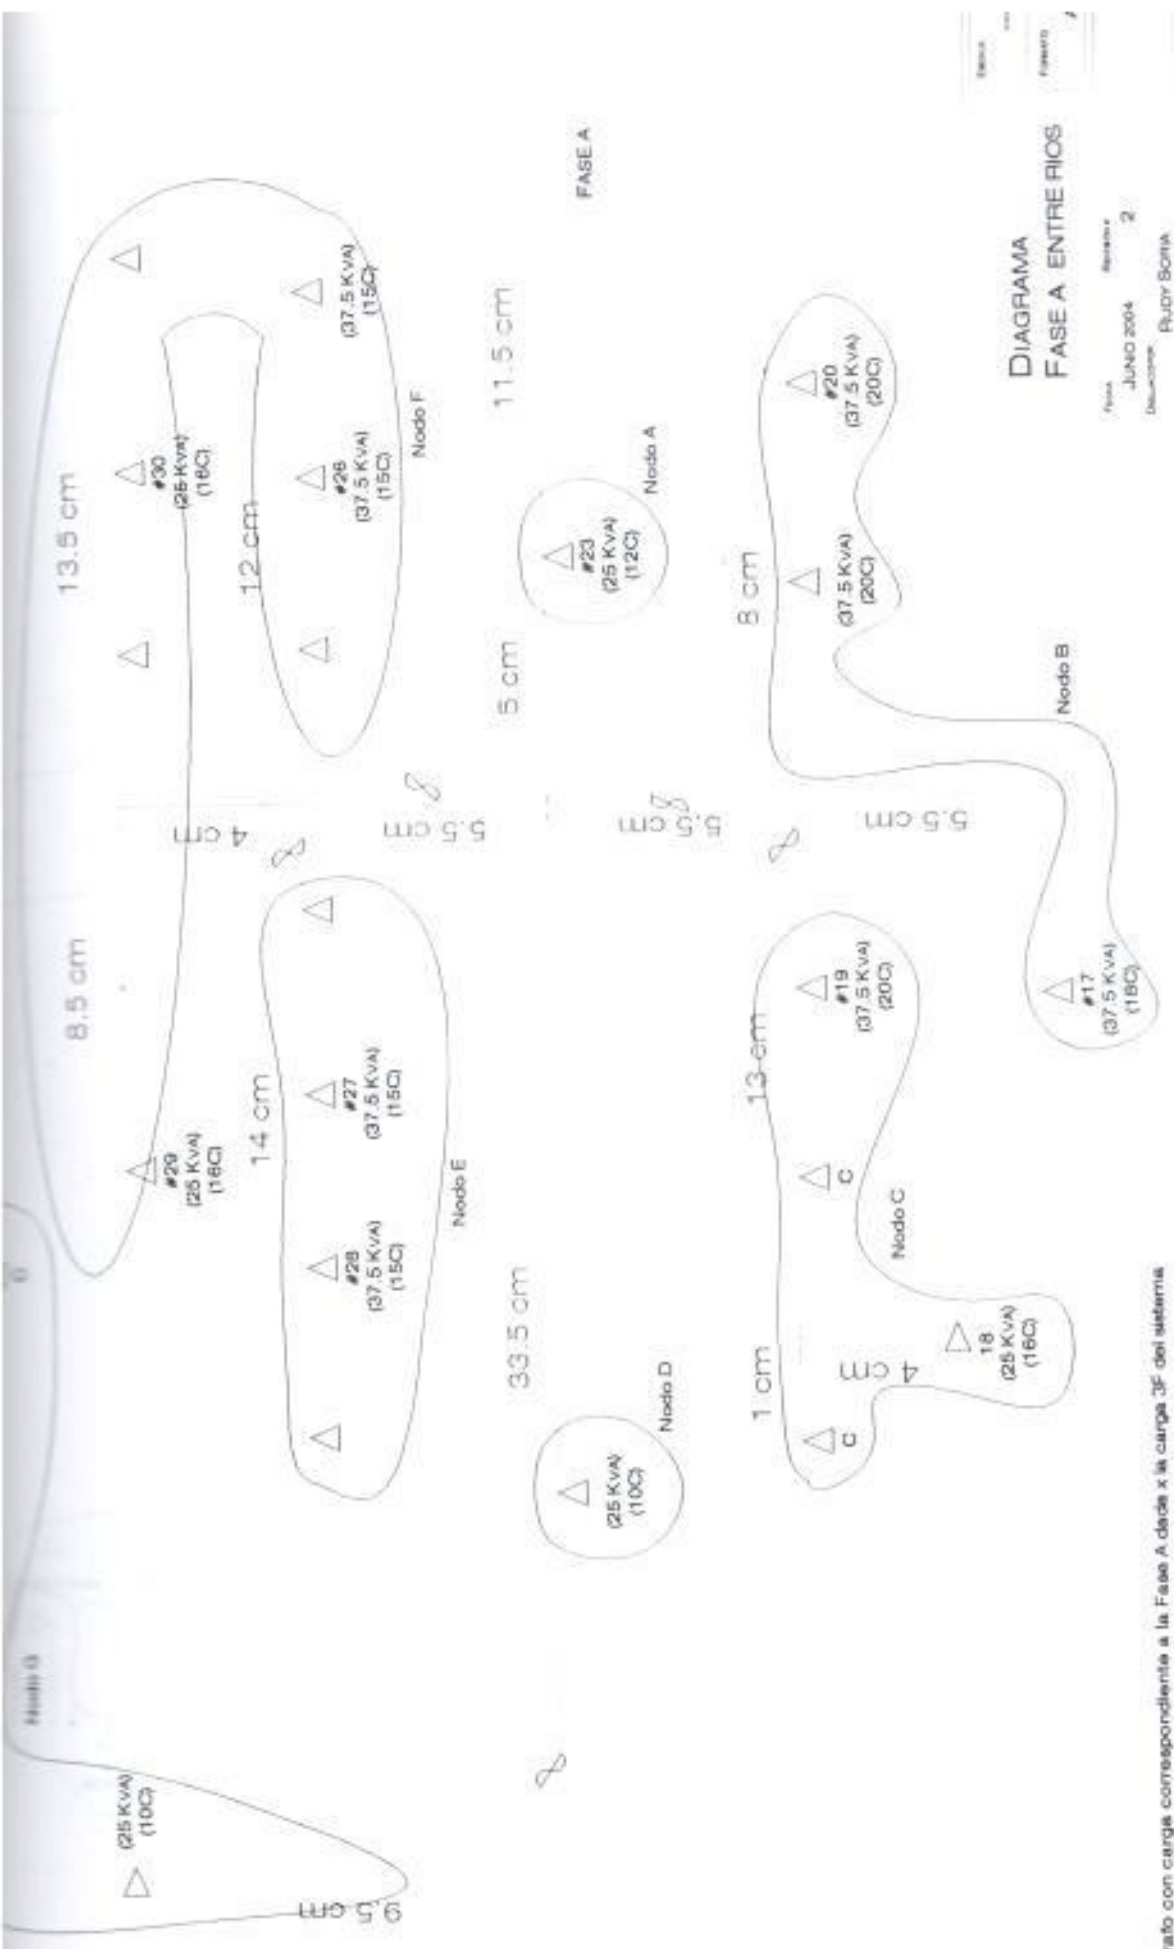 Nodo G
(25 KVA)
(10C)
9.5 cm
8.5 cm
13.5 cm
#29
(25 KVA)
(16C)
#30
(25 KVA)
(16C)
4 cm
14 cm
12 cm
#28
(37.5 KVA)
(15C)
#27
(37.5 KVA)
(15C)
#26
(37.5 KVA)
(15C)
(37.5 KVA)
(15C)
Nodo E
Nodo F
5.5 cm
33.5 cm
5 cm
11.5 cm
FASE A
(25 KVA)
(10C)
Nodo D
#23
(25 KVA)
(12C)
Nodo A
5.5 cm
1 cm
13 cm
8 cm
C
C
#19
(37.5 KVA)
(20C)
(37.5 KVA)
(20C)
#20
(37.5 KVA)
(20C)
4 cm
5.5 cm
Nodo C
18
(25 KVA)
(16C)
Nodo B
#17
(37.5 KVA)
(18C)
DIAGRAMA
FASE A ENTRE RIOS
JUNIO 2004
2
RUDY SORIA
con carga correspondiente a la Fase A dada x la carga 3F del sistema